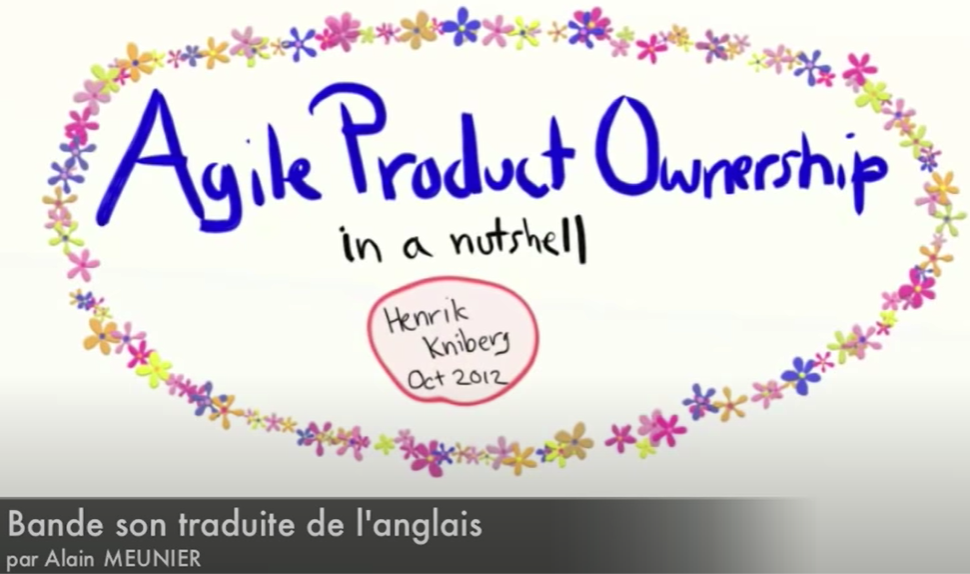 Agile Product Ownership
in a nutshell
Henrik
Kniberg
Oct 2012
Bande son traduite de l'anglais
par Alain MEUNIER